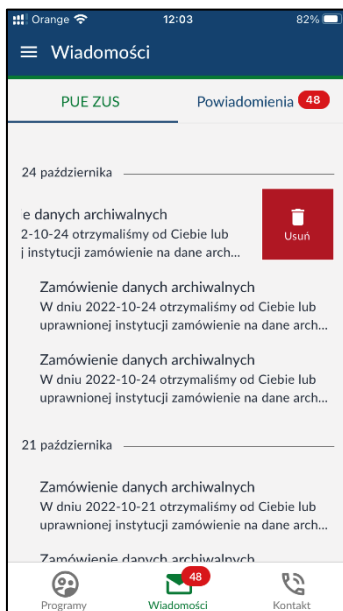 Orange 12:03 82%
Wiadomości
PUE ZUS Powiadomienia 48
24 października
e danych archiwalnych
2-10-24 otrzymaliśmy od Ciebie lub
j instytucji zamówienie na dane arch...
Usuń
Zamówienie danych archiwalnych
W dniu 2022-10-24 otrzymaliśmy od Ciebie lub
uprawnionej instytucji zamówienie na dane arch...
Zamówienie danych archiwalnych
W dniu 2022-10-24 otrzymaliśmy od Ciebie lub
uprawnionej instytucji zamówienie na dane arch...
21 października
Zamówienie danych archiwalnych
W dniu 2022-10-21 otrzymaliśmy od Ciebie lub
uprawnionej instytucji zamówienie na dane arch...
Zamówienie danych archiwalnych
48
Programy Wiadomości Kontakt